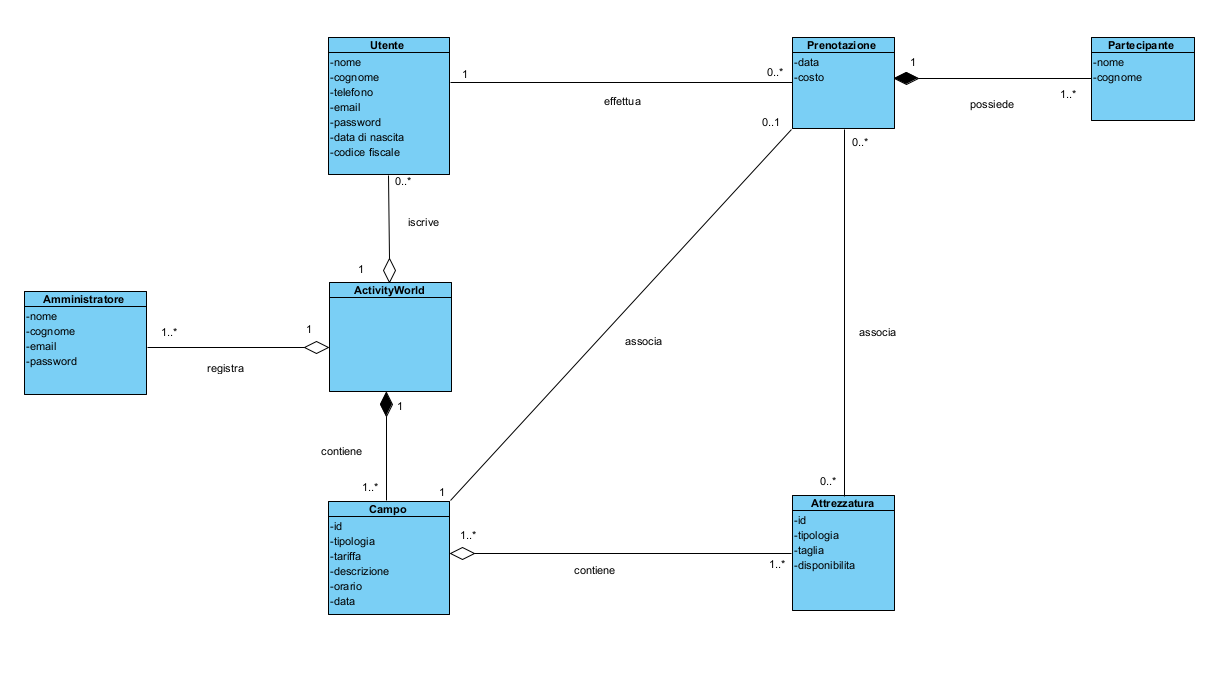 Utente
-nome
-cognome
-telefono
-email
-password
-data di nascita
-codice fiscale
1
0..*
effettua
Prenotazione
-data
-costo
1
1..*
possiede
Partecipante
-nome
-cognome
0..1
0..*
0..*
iscrive
1
ActivityWorld
Amministratore
-nome
-cognome
-email
-password
1..*
1
registra
associa
associa
1
contiene
1..*
1
0..*
Campo
-id
-tipologia
-tariffa
-descrizione
-orario
-data
1..*
1..*
contiene
Attrezzatura
-id
-tipologia
-taglia
-disponibilita